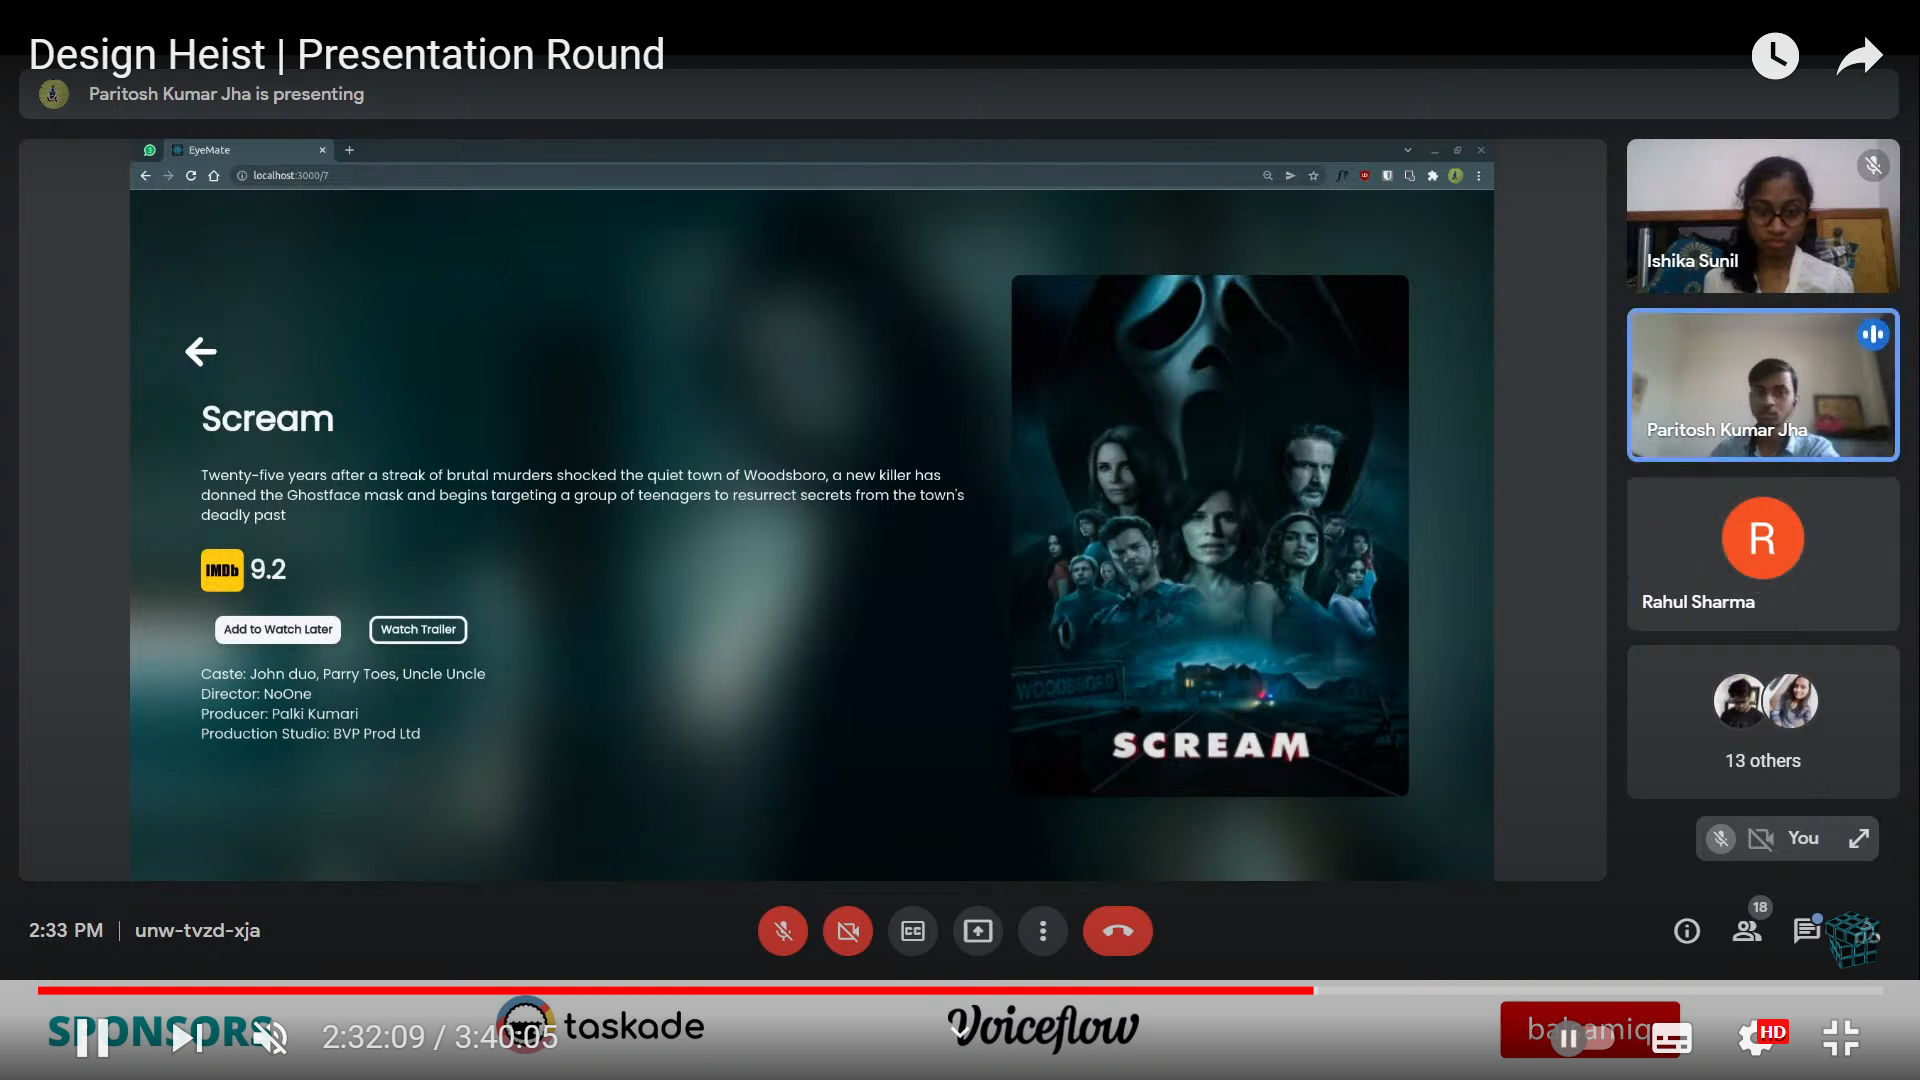 Design Heist | Presentation Round
Paritosh Kumar Jha is presenting
EyeMate
localhost:3000/7
Scream
Twenty-five years after a streak of brutal murders shocked the quiet town of Woodsboro, a new killer has
donned the Ghostface mask and begins targeting a group of teenagers to resurrect secrets from the town's
deadly past
IMDb 9.2
Add to Watch Later
Watch Trailer
Caste: John duo, Parry Toes, Uncle Uncle
Director: NoOne
Producer: Palki Kumari
Production Studio: BVP Prod Ltd
WOODSBORO
SCREAM
Ishika Sunil
Paritosh Kumar Jha
R
Rahul Sharma
13 others
You
2:33 PM | unw-tvzd-xja
CC
18
SPONSORS
taskade
Voiceflow
2:32:09 / 3:40:05
HD